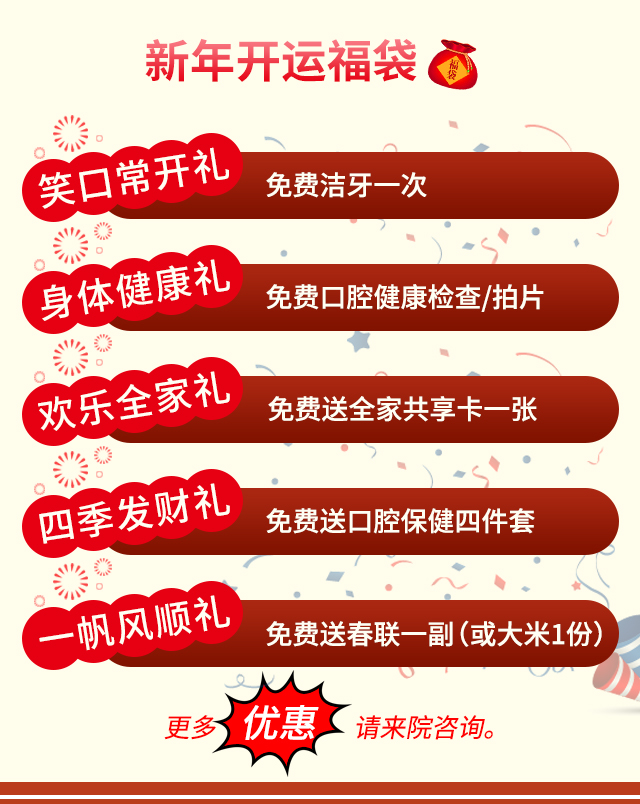 新年开运福袋
福袋
笑口常开礼
免费洁牙一次
身体健康礼
免费口腔健康检查/拍片
欢乐全家礼
免费送全家共享卡一张
四季发财礼
免费送口腔保健四件套
一帆风顺礼
免费送春联一副(或大米1份)
更多 优惠 请来院咨询。